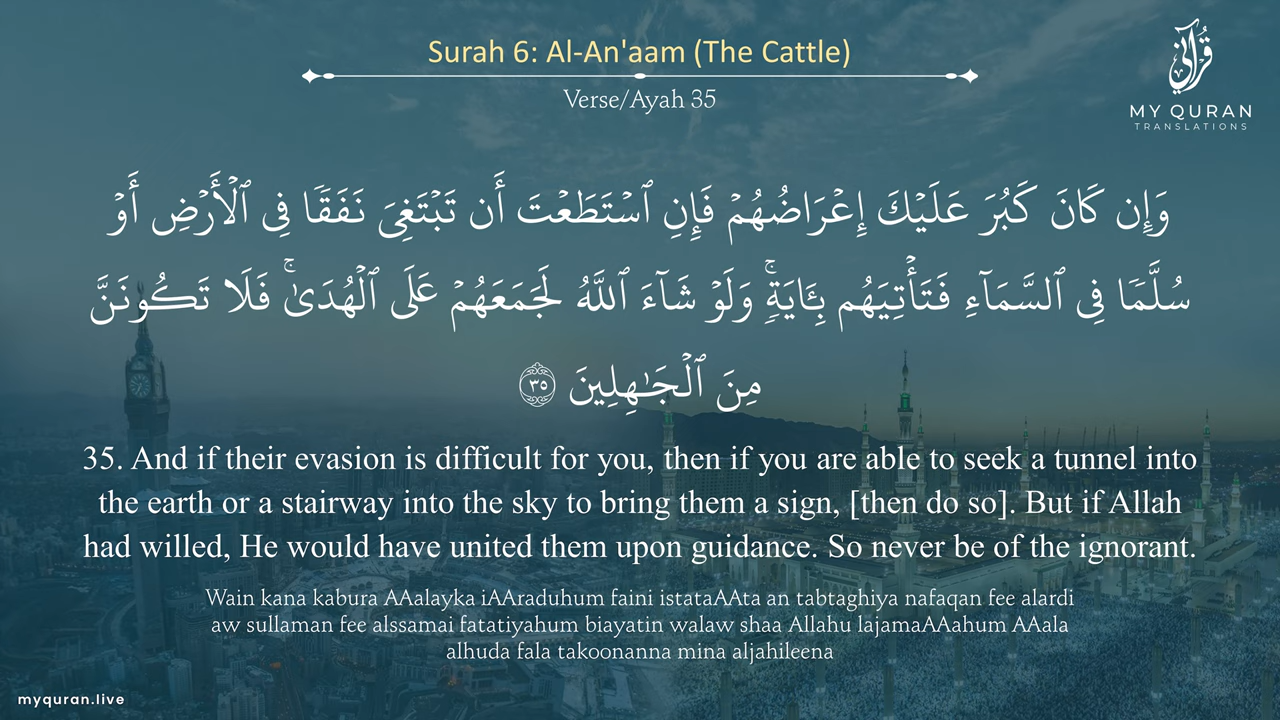 Surah 6: Al-An'aam (The Cattle)
Verse/Ayah 35
قرآني
MY QURAN
TRANSLATIONS
وَإِن كَانَ كَبُرَ عَلَيْكَ إِعْرَاضُهُمْ فَإِنِ ٱسْتَطَعْتَ أَن تَبْتَغِىَ نَفَقًا فِى ٱلْأَرْضِ أَوْ
سُلَّمًا فِى ٱلسَّمَآءِ فَتَأْتِيَهُم بِـَٔايَةٍۚ وَلَوْ شَآءَ ٱللَّهُ لَجَمَعَهُمْ عَلَى ٱلْهُدَىٰۚ فَلَا تَكُونَنَّ
مِنَ ٱلْجَـٰهِلِينَ ٣٥
35. And if their evasion is difficult for you, then if you are able to seek a tunnel into
the earth or a stairway into the sky to bring them a sign, [then do so]. But if Allah
had willed, He would have united them upon guidance. So never be of the ignorant.
Wain kana kabura AAalayka iAAraduhum faini istataAAta an tabtaghiya nafaqan fee alardi
aw sullaman fee alssamai fatatiyahum biayatin walaw shaa Allahu lajamaAAahum AAala
alhuda fala takoonanna mina aljahileena
myquran.live